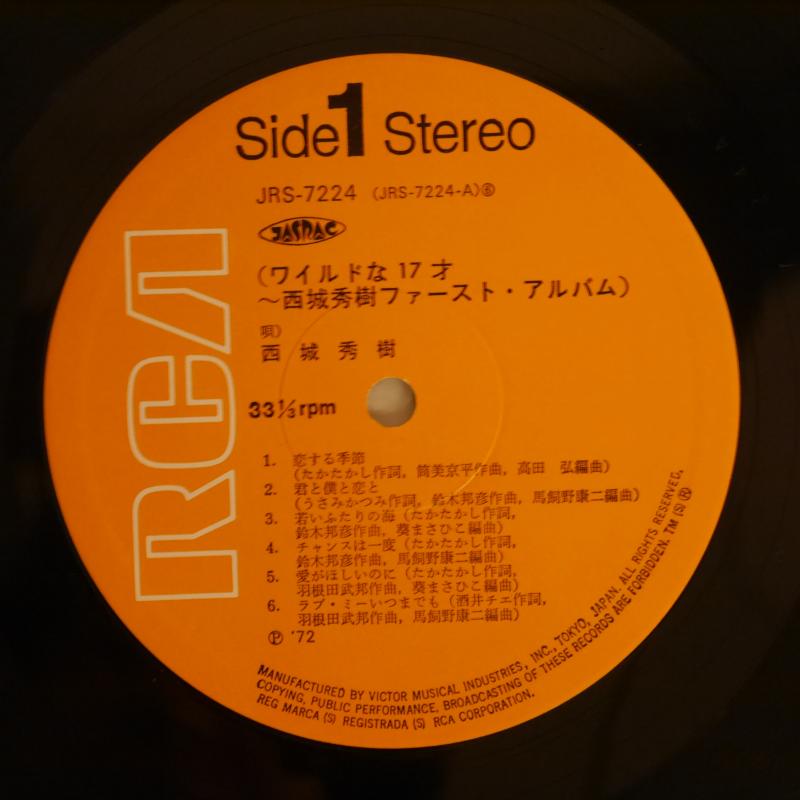 Side 1 Stereo
JRS-7224 (JRS-7224-A)⑥
JASRAC
(ワイルドな 17 才
～西城秀樹ファースト・アルバム)
唄)
西 城 秀 樹
RCA
33⅓ rpm
1. 恋する季節
(たかたかし作詞, 筒美京平作曲, 高田 弘編曲)
2. 君と僕と恋と
(うさみかつみ作詞, 鈴木邦彦作曲, 馬飼野康二編曲)
3. 若いふたりの海 (たかたかし作詞,
鈴木邦彦作曲, 葵まさひこ編曲)
4. チャンスは一度 (たかたかし作詞,
鈴木邦彦作曲, 馬飼野康二編曲)
5. 愛がほしいのに (たかたかし作詞,
羽根田武邦作曲, 葵まさひこ編曲)
6. ラブ・ミーいつまでも (酒井チエ作詞,
羽根田武邦作曲, 馬飼野康二編曲)
Ⓟ '72
MANUFACTURED BY VICTOR MUSICAL INDUSTRIES, INC., TOKYO, JAPAN. ALL RIGHTS RESERVED.
COPYING, PUBLIC PERFORMANCE, BROADCASTING OF THESE RECORDS ARE FORBIDDEN. TM (S) Ⓡ
REG MARCA (S) REGISTRADA (S) RCA CORPORATION.